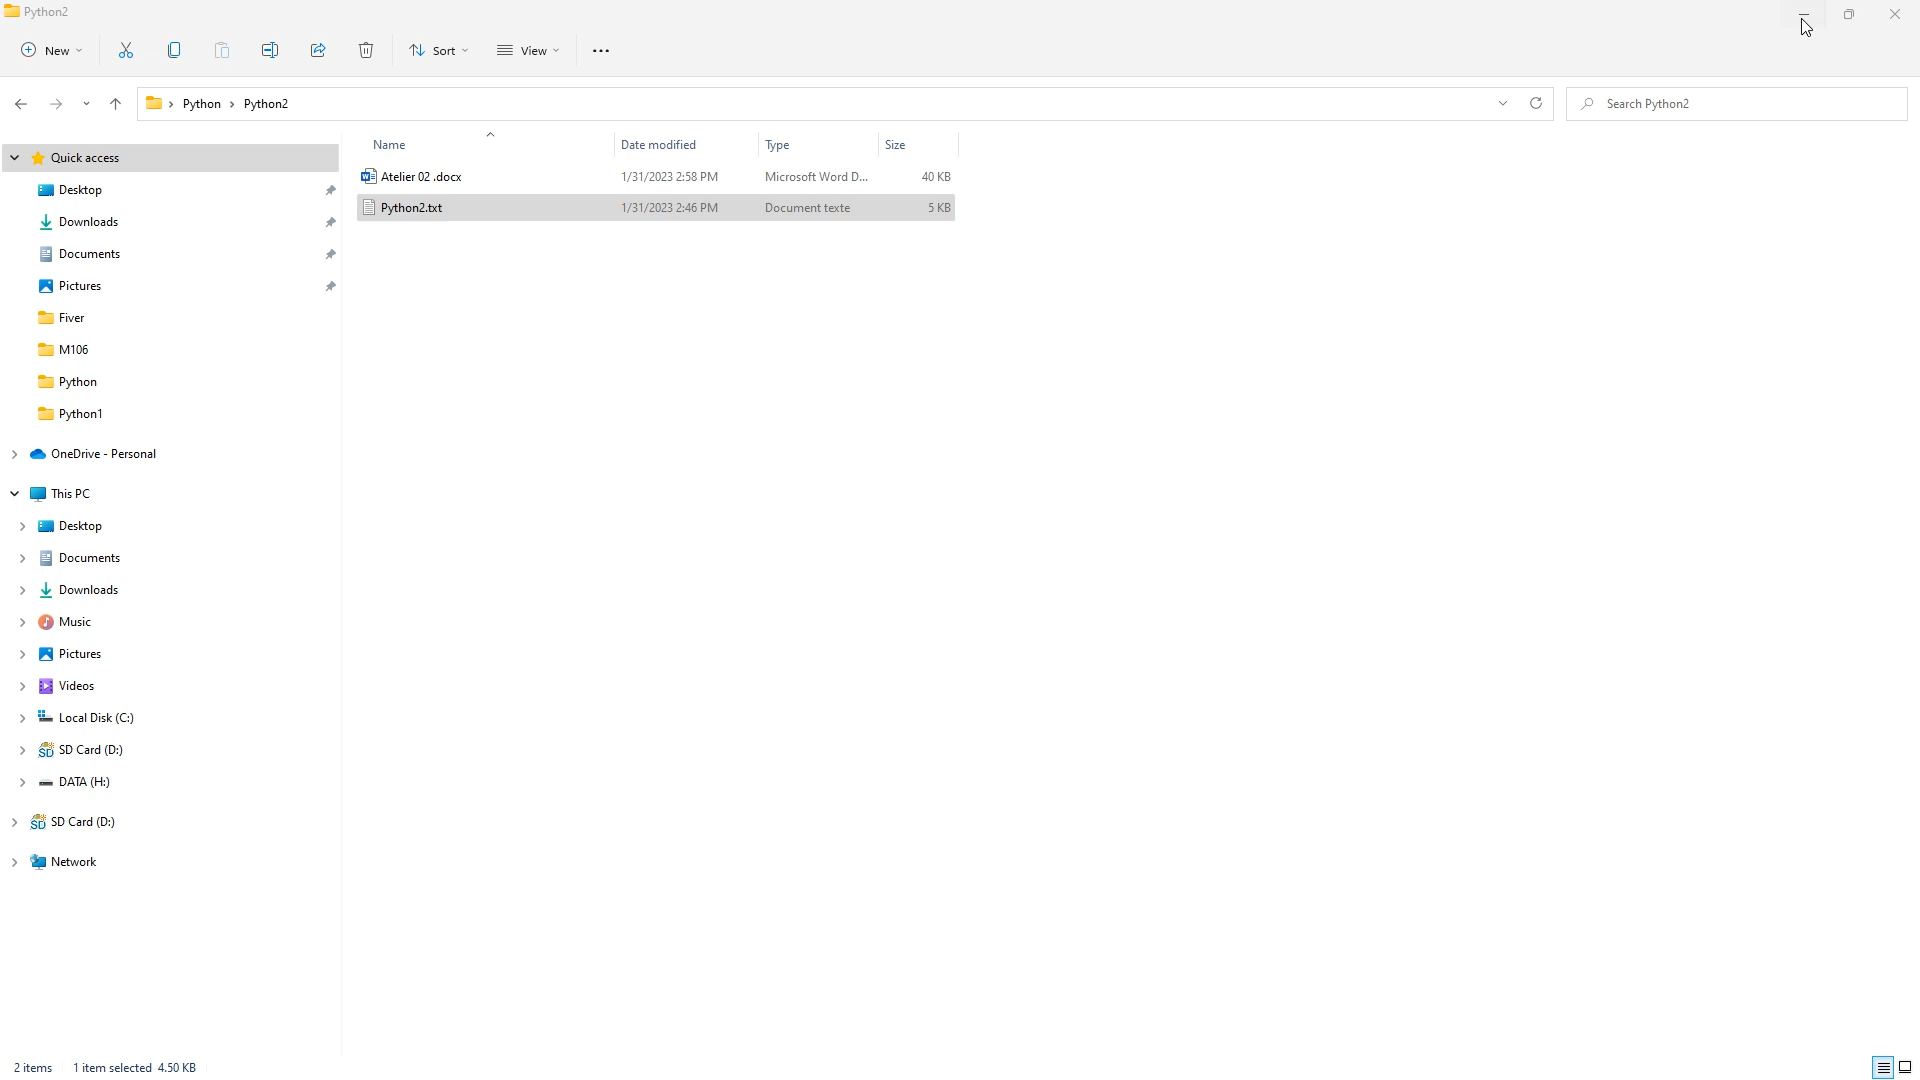 Python2
New
Sort
View
Python > Python2
Search Python2
Name
Date modified
Type
Size
Atelier 02 .docx 1/31/2023 2:58 PM Microsoft Word D... 40 KB
Python2.txt 1/31/2023 2:46 PM Document texte 5 KB
Quick access
Desktop
Downloads
Documents
Pictures
Fiver
M106
Python
Python1
OneDrive - Personal
This PC
Desktop
Documents
Downloads
Music
Pictures
Videos
Local Disk (C:)
SD Card (D:)
DATA (H:)
SD Card (D:)
Network
2 items 1 item selected 4.50 KB